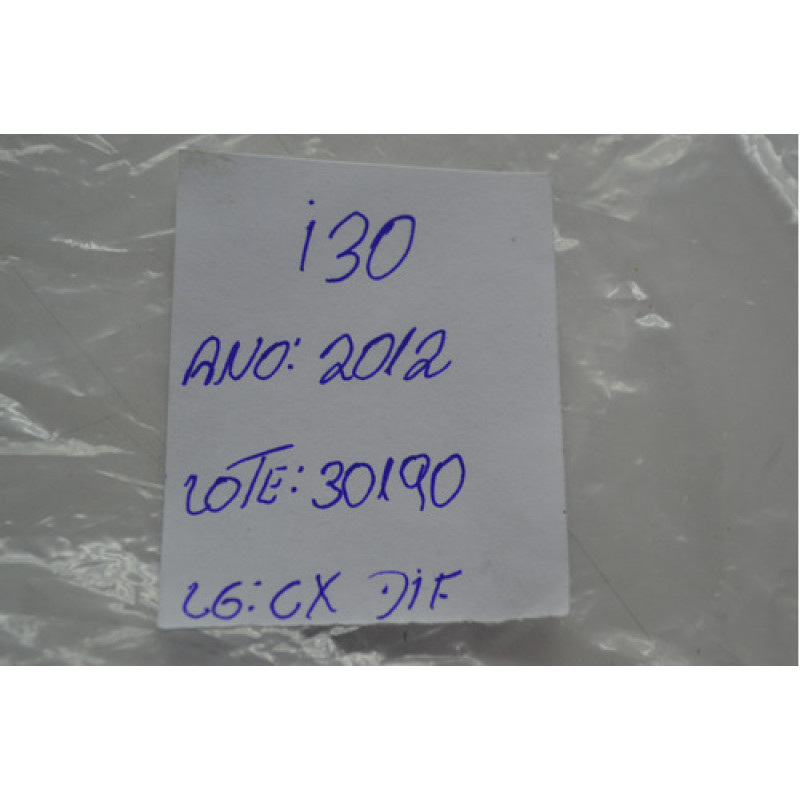 i30
ANO: 2012
LOTE: 30190
LG: CX DIF